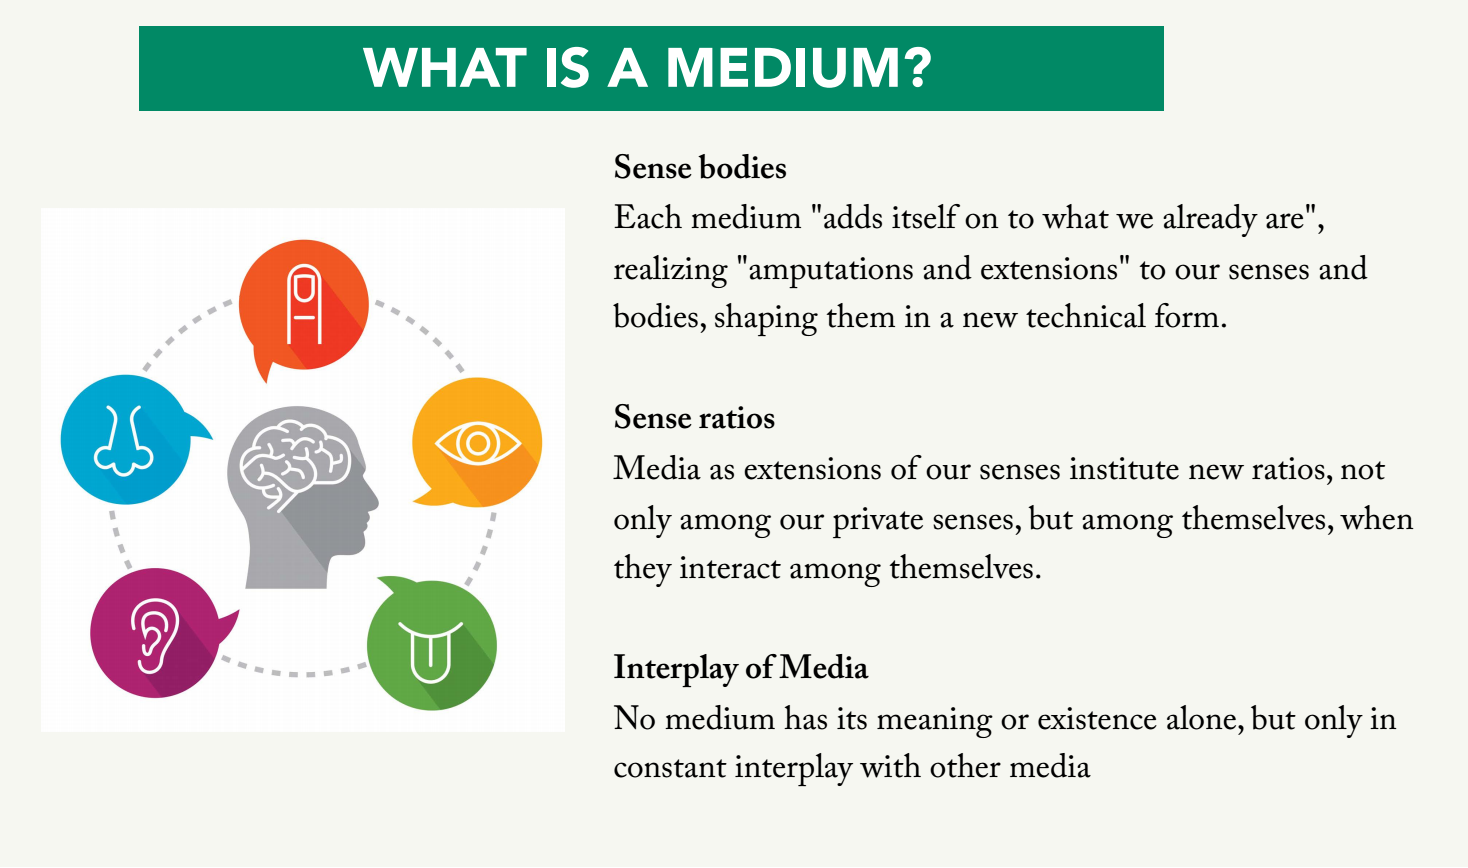 WHAT IS A MEDIUM?
Sense bodies
Each medium "adds itself on to what we already are",
realizing "amputations and extensions" to our senses and
bodies, shaping them in a new technical form.
Sense ratios
Media as extensions of our senses institute new ratios, not
only among our private senses, but among themselves, when
they interact among themselves.
Interplay of Media
No medium has its meaning or existence alone, but only in
constant interplay with other media